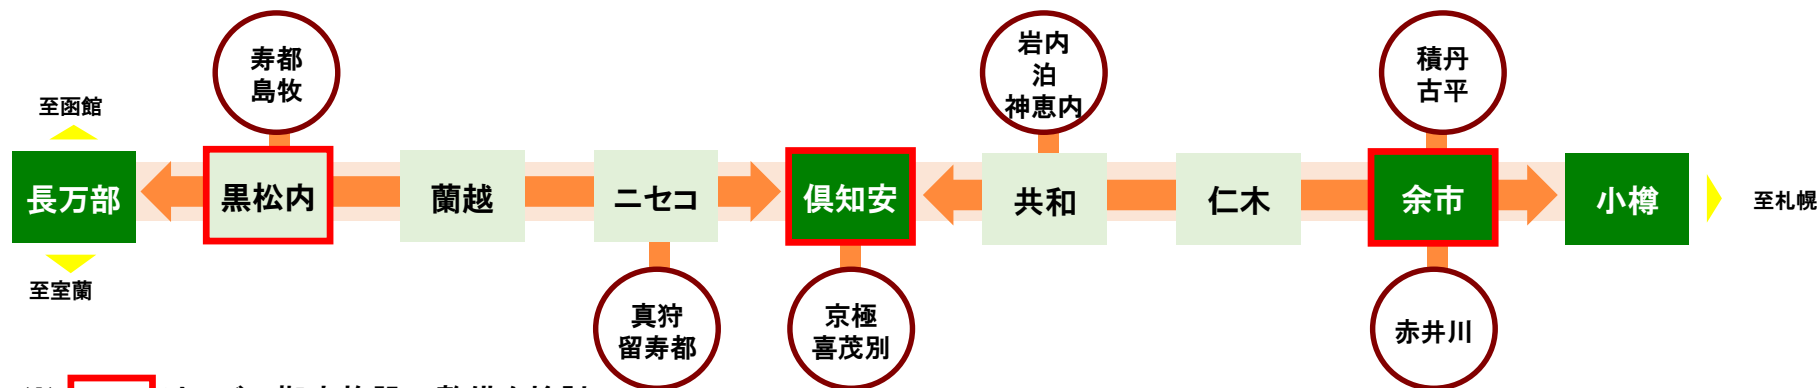 寿都
島牧
岩内
泊
神恵内
積丹
古平
至函館
長万部
黒松内
蘭越
ニセコ
倶知安
共和
仁木
余市
小樽
至札幌
至室蘭
真狩
留寿都
京極
喜茂別
赤井川